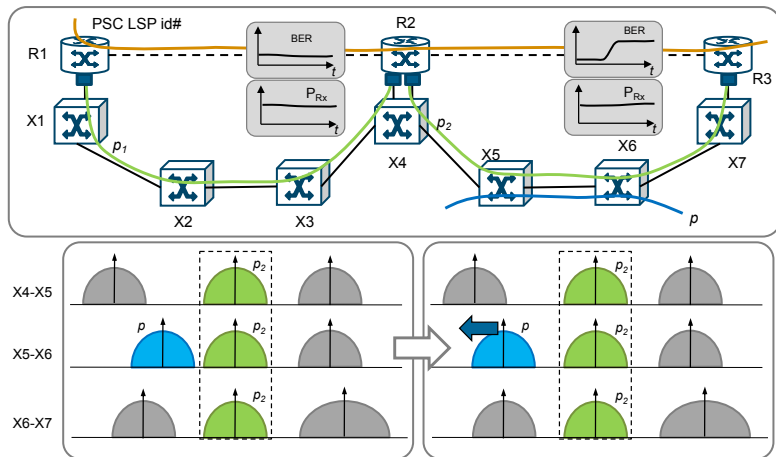 PSC LSP id#
R1
BER
t
R2
BER
t
R3
P_Rx
t
P_Rx
t
X1
p_1
X4
p_2
X5
X6
X7
X2
X3
p
X4-X5
p_2
p_2
X5-X6
p
p_2
p
p_2
X6-X7
p_2
p_2